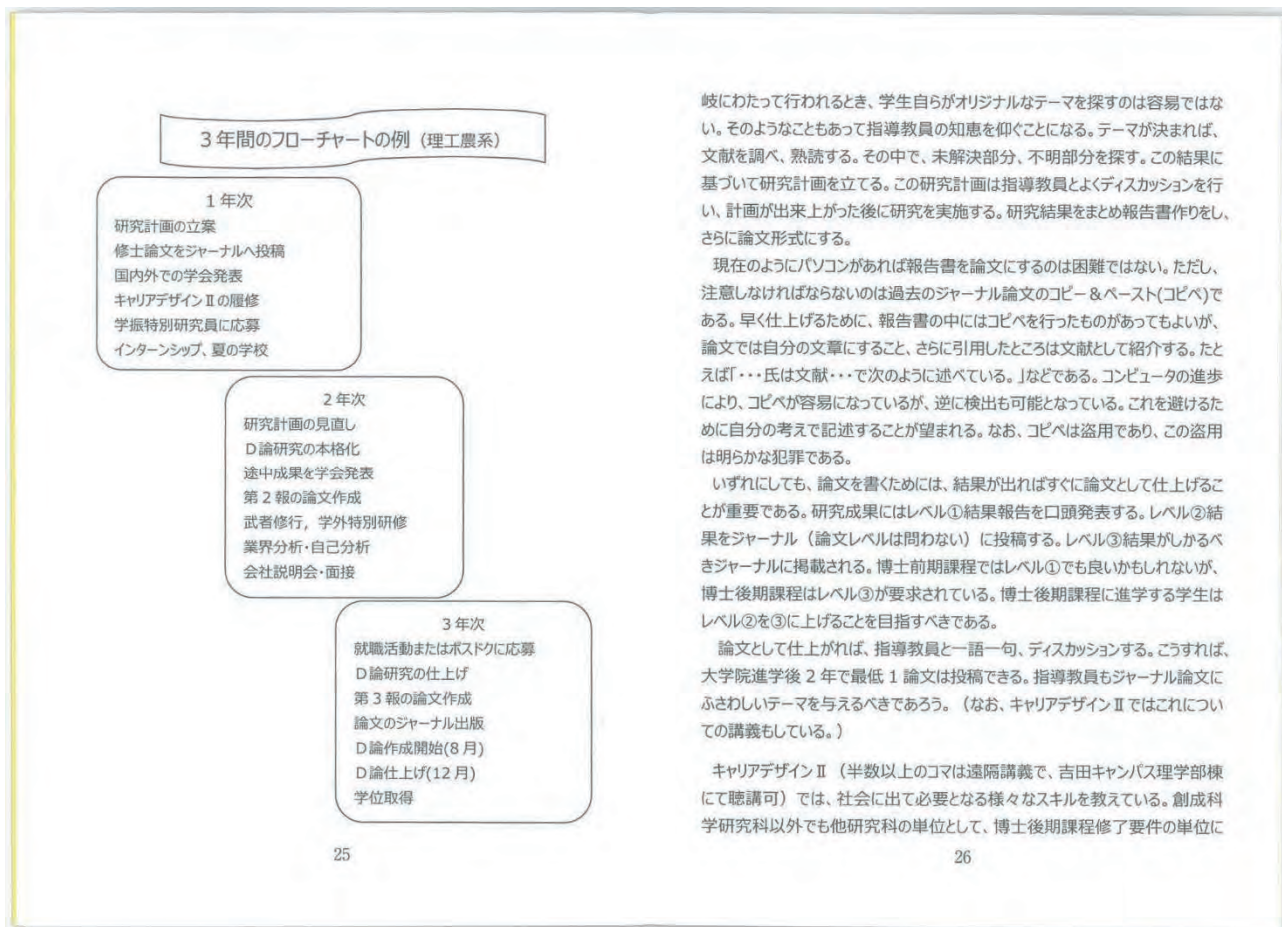 3年間のフローチャートの例（理工農系）
1年次
研究計画の立案
修士論文をジャーナルへ投稿
国内外での学会発表
キャリアデザインⅡの履修
学振特別研究員に応募
インターンシップ、夏の学校
2年次
研究計画の見直し
D論研究の本格化
途中成果を学会発表
第2報の論文作成
武者修行，学外特別研修
業界分析・自己分析
会社説明会・面接
3年次
就職活動またはポスドクに応募
D論研究の仕上げ
第3報の論文作成
論文のジャーナル出版
D論作成開始(8月)
D論仕上げ(12月)
学位取得
25
岐にわたって行われるとき、学生自らがオリジナルなテーマを探すのは容易ではな
い。そのようなこともあって指導教員の知恵を仰ぐことになる。テーマが決まれば、
文献を調べ、熟読する。その中で、未解決部分、不明部分を探す。この結果に
基づいて研究計画を立てる。この研究計画は指導教員とよくディスカッションを行
い、計画が出来上がった後に研究を実施する。研究結果をまとめ報告書作りをし、
さらに論文形式にする。
現在のようにパソコンがあれば報告書を論文にするのは困難ではない。ただし、
注意しなければならないのは過去のジャーナル論文のコピー＆ペースト(コピペ)で
ある。早く仕上げるために、報告書の中にはコピペを行ったものがあってもよいが、
論文では自分の文章にすること、さらに引用したところは文献として紹介する。たと
えば「・・・氏は文献・・・で次のように述べている。」などである。コンピュータの進歩
により、コピペが容易になっているが、逆に検出も可能となっている。これを避けるた
めに自分の考えで記述することが望まれる。なお、コピペは盗用であり、この盗用
は明らかな犯罪である。
いずれにしても、論文を書くためには、結果が出ればすぐに論文として仕上げるこ
とが重要である。研究成果にはレベル①結果報告を口頭発表する。レベル②結
果をジャーナル（論文レベルは問わない）に投稿する。レベル③結果がしかるべ
きジャーナルに掲載される。博士前期課程ではレベル①でも良いかもしれないが、
博士後期課程はレベル③が要求されている。博士後期課程に進学する学生は
レベル②を③に上げることを目指すべきである。
論文として仕上がれば、指導教員と一語一句、ディスカッションする。こうすれば、
大学院進学後2年で最低1論文は投稿できる。指導教員もジャーナル論文に
ふさわしいテーマを与えるべきであろう。（なお、キャリアデザインⅡではこれについ
ての講義もしている。）
キャリアデザインⅡ（半数以上のコマは遠隔講義で、吉田キャンパス理学部棟
にて聴講可）では、社会に出て必要となる様々なスキルを教えている。創成科
学研究科以外でも他研究科の単位として、博士後期課程修了要件の単位に
26